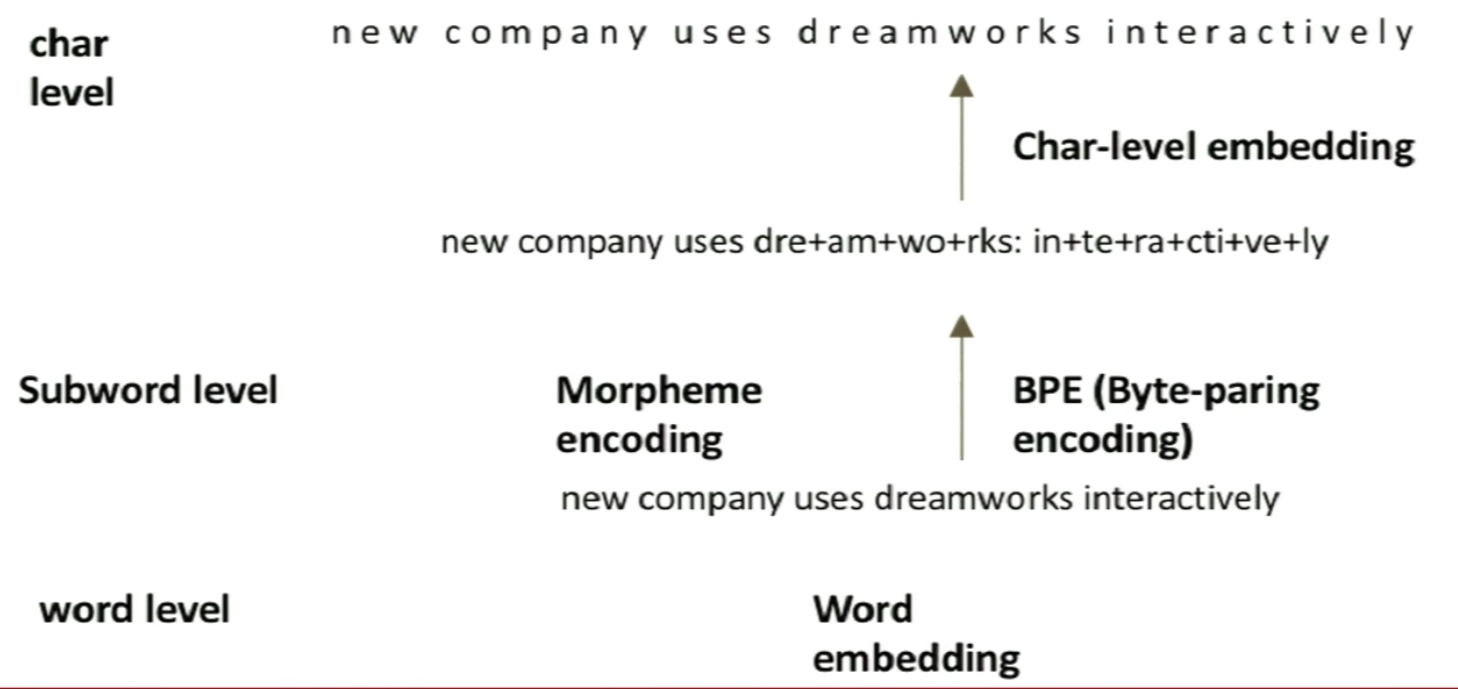 char
level
n e w c o m p a n y u s e s d r e a m w o r k s i n t e r a c t i v e l y
Char-level embedding
new company uses dre+am+wo+rks: in+te+ra+cti+ve+ly
Subword level
Morpheme
encoding
BPE (Byte-paring
encoding)
new company uses dreamworks interactively
word level
Word
embedding